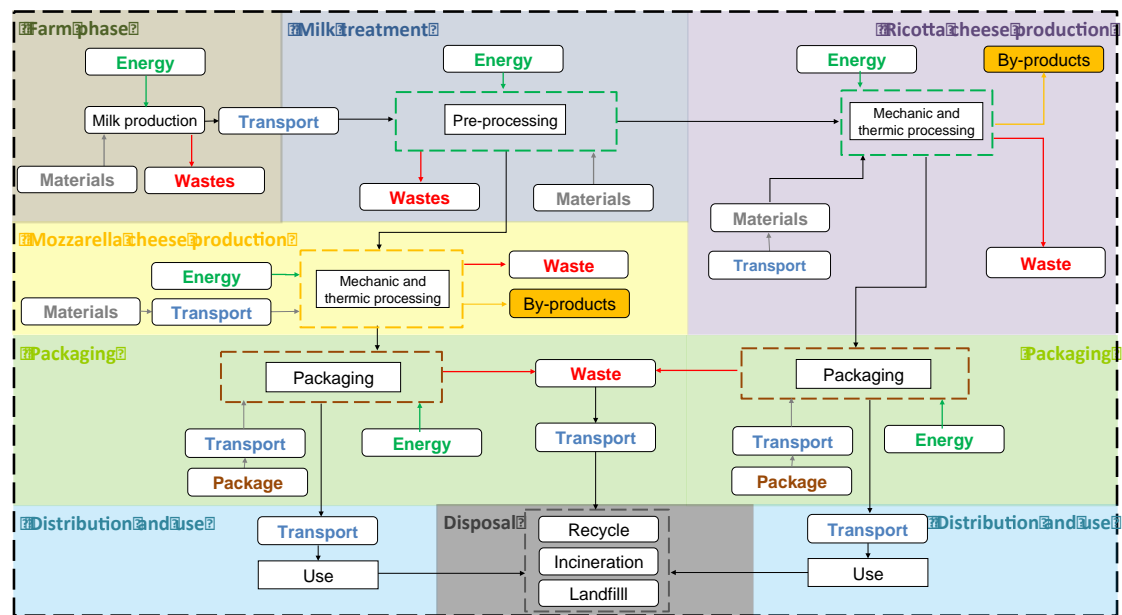 Farm phase
Milk treatment
Ricotta cheese production
Energy
Energy
Energy
By-products
Milk production
Transport
Pre-processing
Mechanic and
thermic processing
Materials
Wastes
Wastes
Materials
Materials
Transport
Waste
Mozzarella cheese production
Energy
Mechanic and
thermic processing
Waste
By-products
Materials
Transport
Packaging
Packaging
Packaging
Waste
Packaging
Transport
Energy
Transport
Transport
Energy
Package
Package
Distribution and use
Transport
Disposal
Recycle
Transport
Distribution and use
Use
Incineration
Use
Landfilll